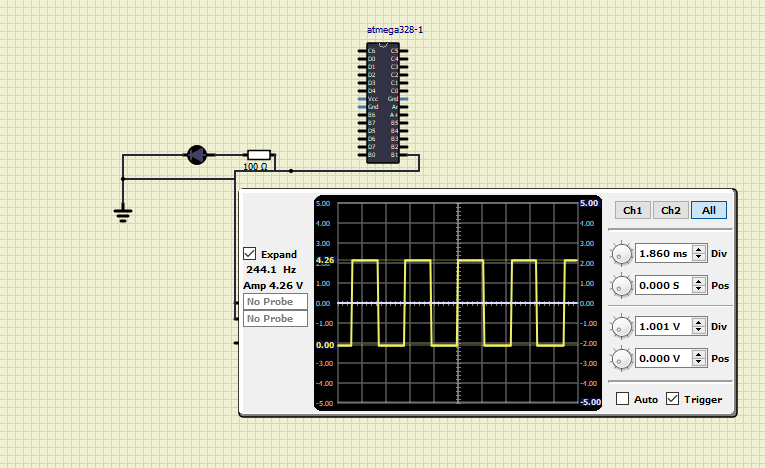 atmega328-1
C6 C5
D0 C4
D1 C3
D2 C2
D3 C1
D4 C0
Vcc Gnd
Gnd Ar
B6 A+
B7 B5
D5 B4
D6 B3
D7 B2
B0 B1
100 Ω
Expand
244.1 Hz
Amp 4.26 V
No Probe
No Probe
5.00 5.00
4.00 4.00
3.00 3.00
4.26 2.00
1.00 1.00
0.00 0.00
-1.00 -1.00
0.00 -2.00
-3.00 -3.00
-4.00 -4.00
-5.00 -5.00
Ch1 Ch2 All
1.860 ms Div
0.000 S Pos
1.001 V Div
0.000 V Pos
Auto Trigger